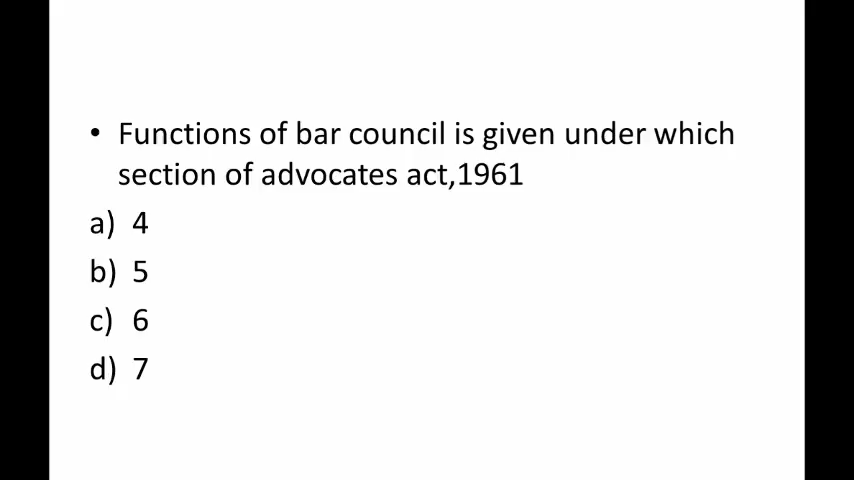 • Functions of bar council is given under which
section of advocates act,1961
a) 4
b) 5
c) 6
d) 7